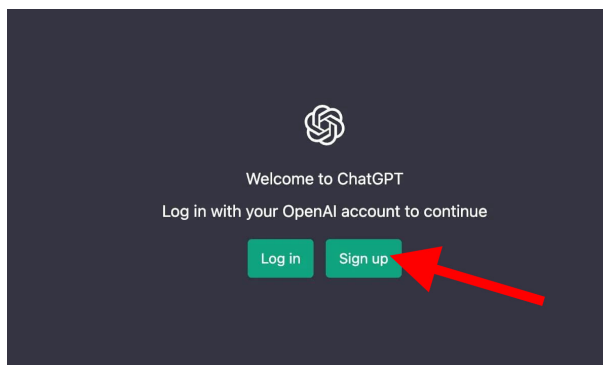 Welcome to ChatGPT
Log in with your OpenAI account to continue
Log in Sign up